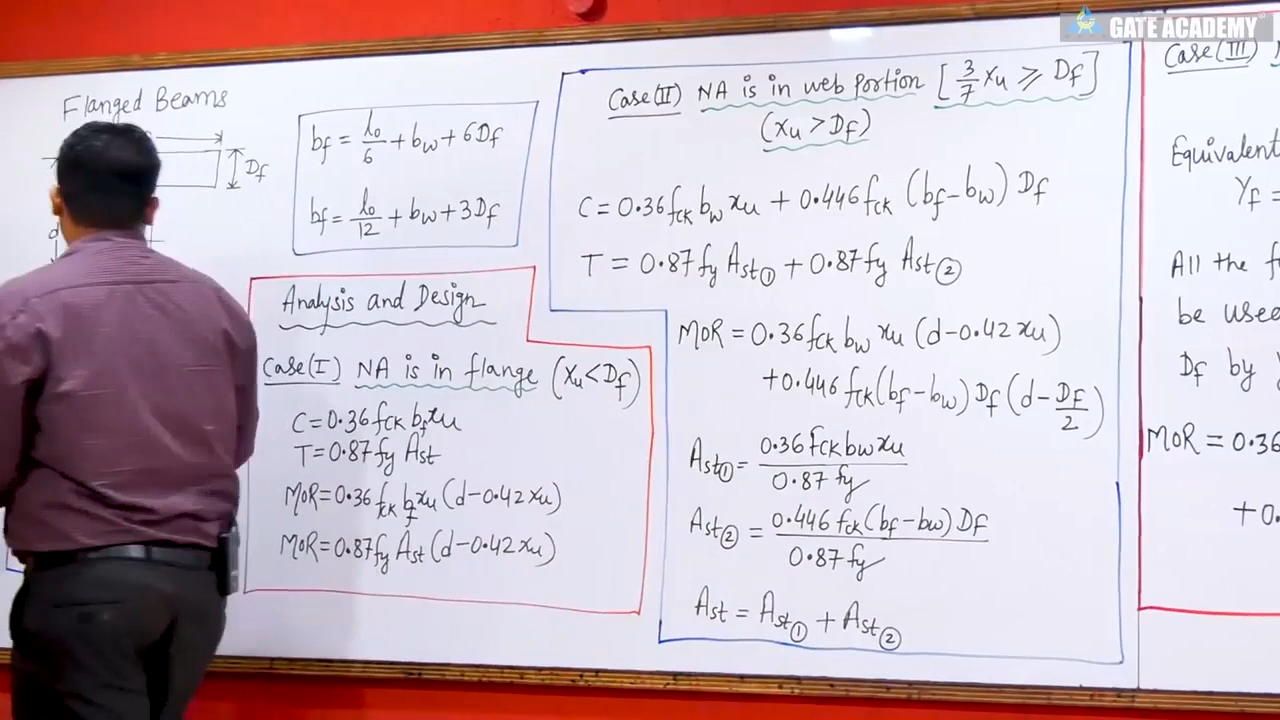 GATE ACADEMY
Flanged Beams
Df
d
bf = l₀/6 + bw + 6Df
bf = l₀/12 + bw + 3Df
Analysis and Design
Case(I) NA is in flange (xu < Df)
C = 0.36 fck bf xu
T = 0.87 fy Ast
MOR = 0.36 fck bf xu (d - 0.42 xu)
MOR = 0.87 fy Ast (d - 0.42 xu)
Case(II) NA is in web portion [3/7 xu ⩾ Df]
(xu > Df)
C = 0.36 fck bw xu + 0.446 fck (bf - bw) Df
T = 0.87 fy Ast① + 0.87 fy Ast②
MOR = 0.36 fck bw xu (d - 0.42 xu)
+ 0.446 fck (bf - bw) Df (d - Df/2)
Ast① = 0.36 fck bw xu / 0.87 fy
Ast② = 0.446 fck (bf - bw) Df / 0.87 fy
Ast = Ast① + Ast②
Case(III)
Equivalent
Yf =
All the
be used
Df by
MOR = 0.36
+0.